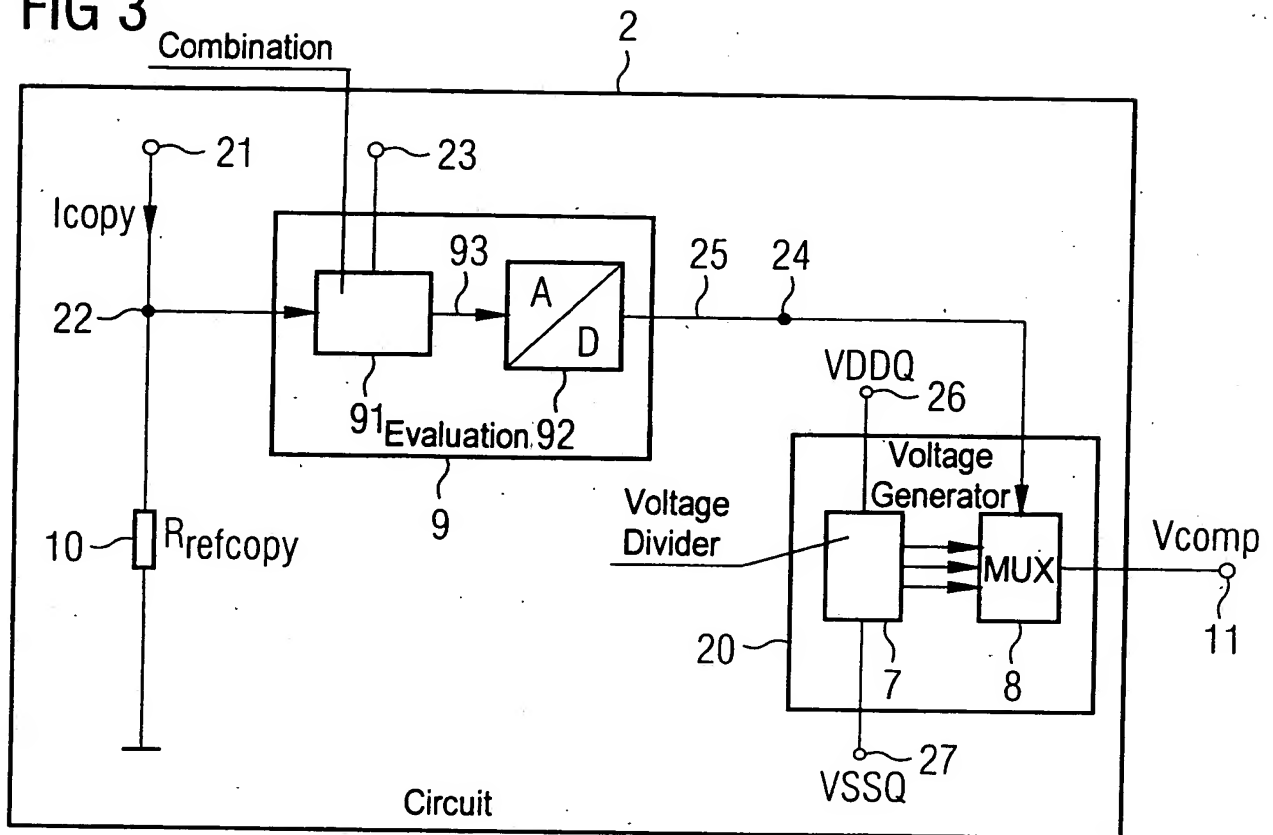 FIG 3
Combination
2
21
23
Icopy
93
25
24
22
A
D
VDDQ
26
91
Evaluation
92
Voltage
Generator
9
Voltage
Divider
10
Rrefcopy
MUX
Vcomp
11
20
7
8
27
VSSQ
Circuit